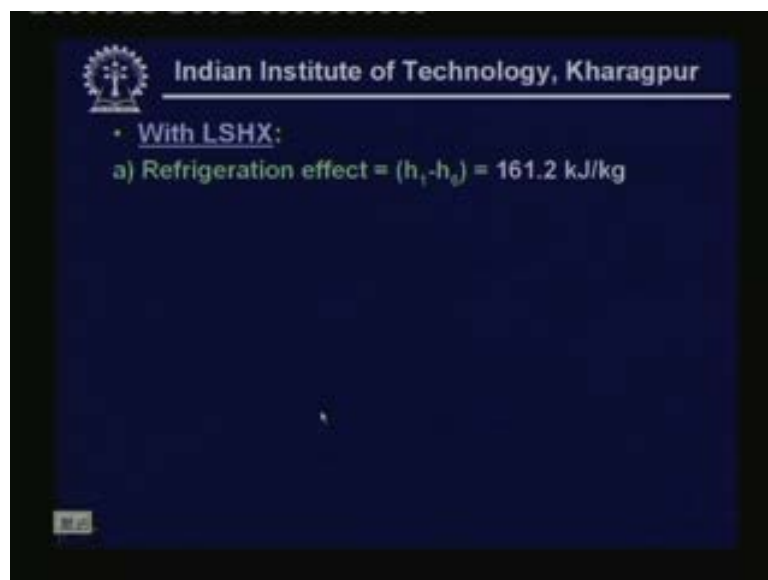 Indian Institute of Technology, Kharagpur
• With LSHX:
a) Refrigeration effect = (h₁-h₆) = 161.2 kJ/kg